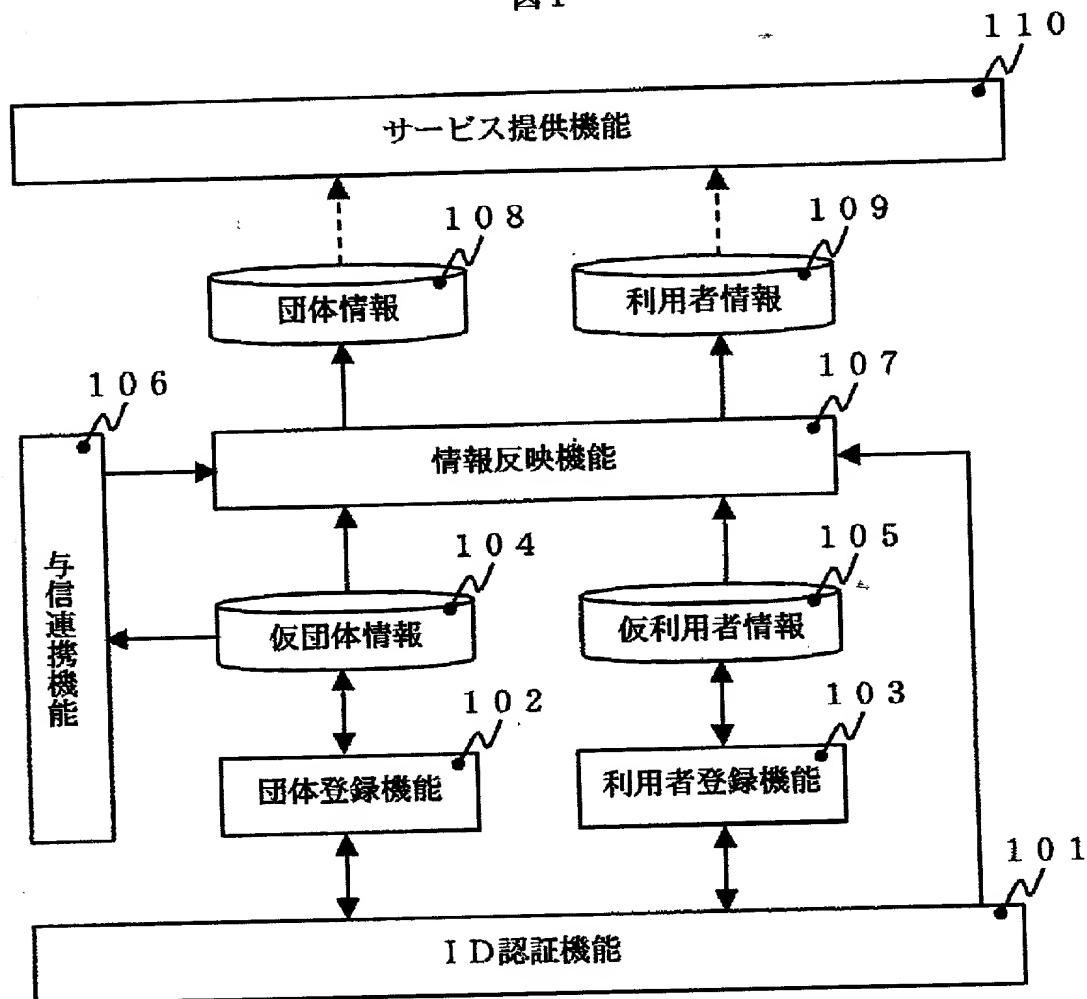 図1
110
サービス提供機能
108
109
団体情報
利用者情報
106
107
情報反映機能
104
105
与信連携機能
仮団体情報
仮利用者情報
102
103
団体登録機能
利用者登録機能
101
ID認証機能